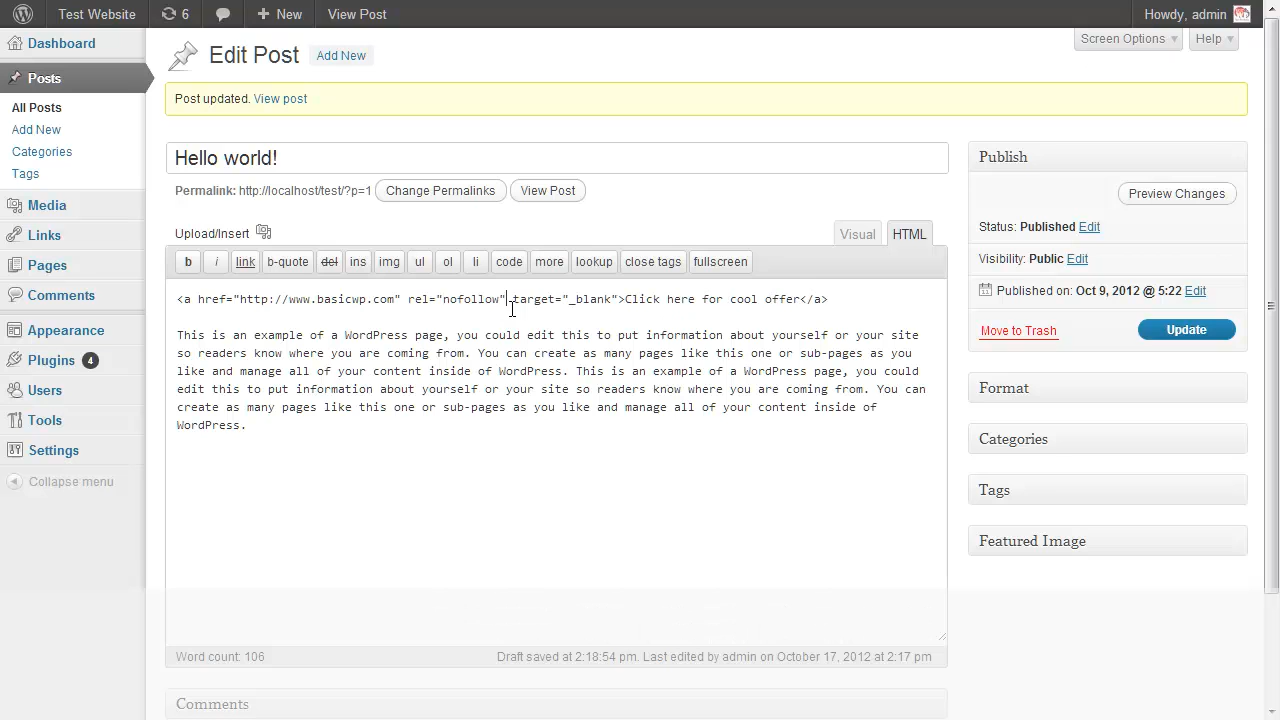 Test Website 6 New View Post Howdy, admin
Screen Options Help
Dashboard
Posts
All Posts
Add New
Categories
Tags
Media
Links
Pages
Comments
Appearance
Plugins 4
Users
Tools
Settings
Collapse menu
Edit Post Add New
Post updated. View post
Hello world!
Permalink: http://localhost/test/?p=1 Change Permalinks View Post
Upload/Insert Visual HTML
b i link b-quote del ins img ul ol li code more lookup close tags fullscreen
<a href="http://www.basicwp.com" rel="nofollow" target="_blank">Click here for cool offer</a>
This is an example of a WordPress page, you could edit this to put information about yourself or your site
so readers know where you are coming from. You can create as many pages like this one or sub-pages as you
like and manage all of your content inside of WordPress. This is an example of a WordPress page, you could
edit this to put information about yourself or your site so readers know where you are coming from. You can
create as many pages like this one or sub-pages as you like and manage all of your content inside of
WordPress.
Word count: 106 Draft saved at 2:18:54 pm. Last edited by admin on October 17, 2012 at 2:17 pm
Comments
Publish
Preview Changes
Status: Published Edit
Visibility: Public Edit
Published on: Oct 9, 2012 @ 5:22 Edit
Move to Trash Update
Format
Categories
Tags
Featured Image